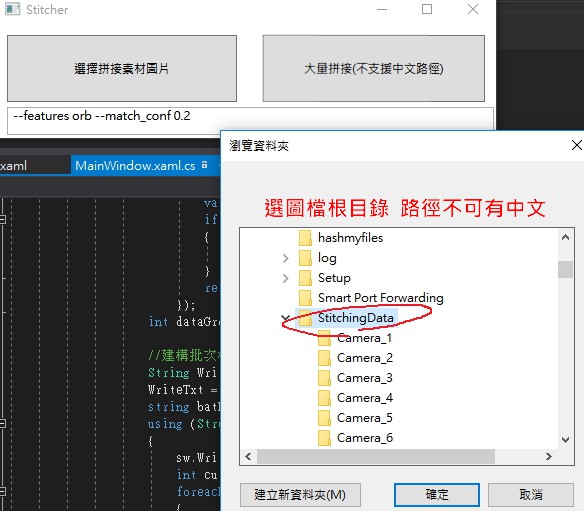 Stitcher
選擇拼接素材圖片
大量拼接(不支援中文路徑)
--features orb --match_conf 0.2
瀏覽資料夾
xaml
MainWindow.xaml.cs
選圖檔根目錄 路徑不可有中文
hashmyfiles
log
Setup
Smart Port Forwarding
StitchingData
Camera_1
Camera_2
Camera_3
Camera_4
Camera_5
Camera_6
va
if
{
}
re
});
int dataGr
//建構批次
String Wri
WriteTxt =
string bat
using (Str
{
sw.Wri
int cu
foreac
{
建立新資料夾(M)
確定
取消